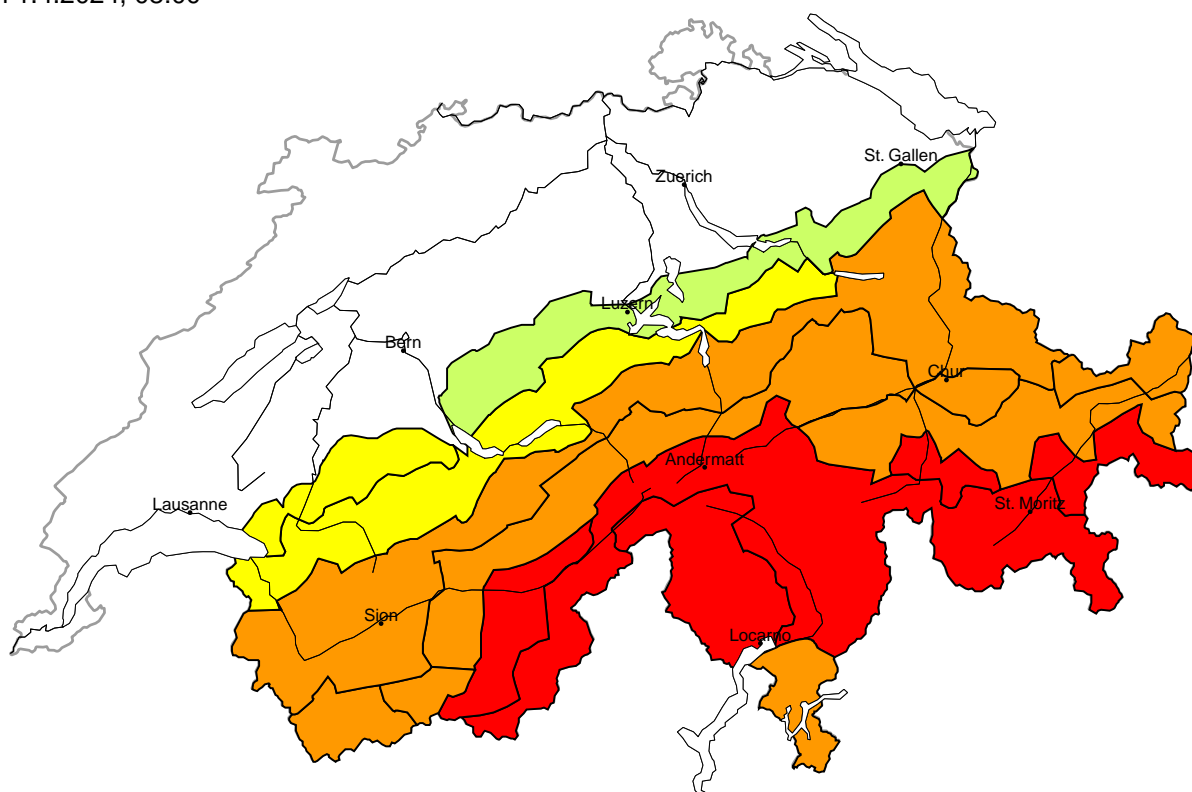 St. Gallen
Zuerich
Luzern
Bern
Chur
Andermatt
Lausanne
St. Moritz
Sion
Locarno